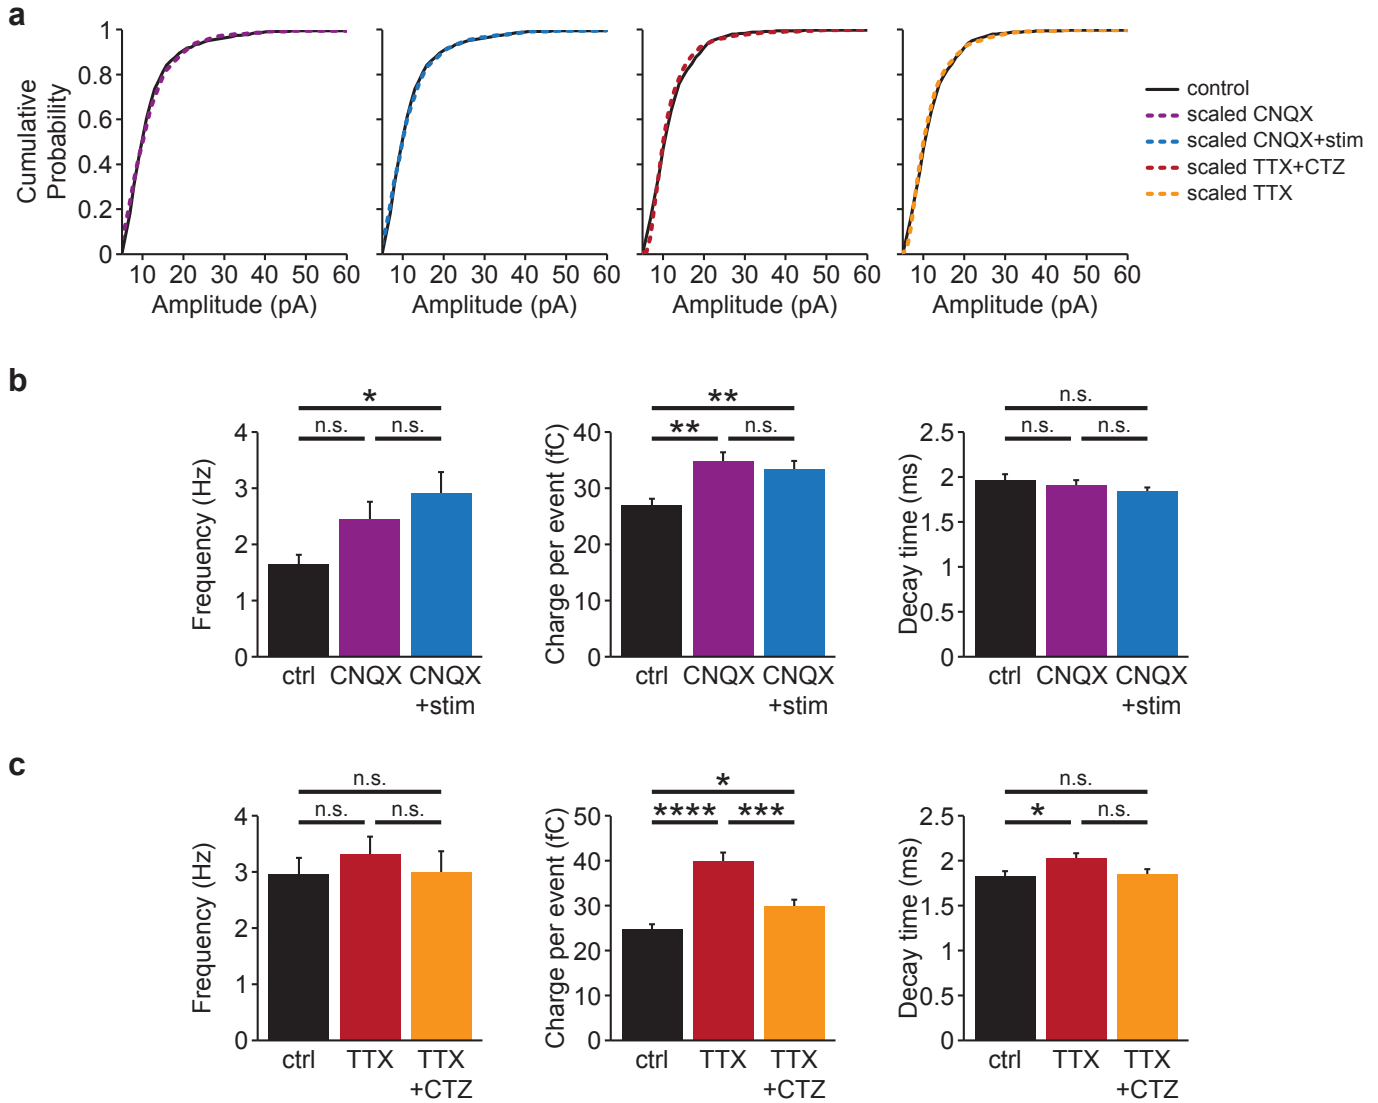 a
1
0.8
0.6
0.4
0.2
0
Cumulative
Probability
10 20 30 40 50 60
Amplitude (pA)
10 20 30 40 50 60
Amplitude (pA)
10 20 30 40 50 60
Amplitude (pA)
10 20 30 40 50 60
Amplitude (pA)
control
scaled CNQX
scaled CNQX+stim
scaled TTX+CTZ
scaled TTX
b
*
n.s. n.s.
4
3
2
1
0
Frequency (Hz)
ctrl CNQX CNQX
+stim
**
** n.s.
40
30
20
10
0
Charge per event (fC)
ctrl CNQX CNQX
+stim
n.s.
n.s. n.s.
2.5
2
1.5
1
0.5
0
Decay time (ms)
ctrl CNQX CNQX
+stim
c
n.s.
n.s. n.s.
4
3
2
1
0
Frequency (Hz)
ctrl TTX TTX
+CTZ
*
**** ***
50
40
30
20
10
0
Charge per event (fC)
ctrl TTX TTX
+CTZ
n.s.
* n.s.
2.5
2
1.5
1
0.5
0
Decay time (ms)
ctrl TTX TTX
+CTZ